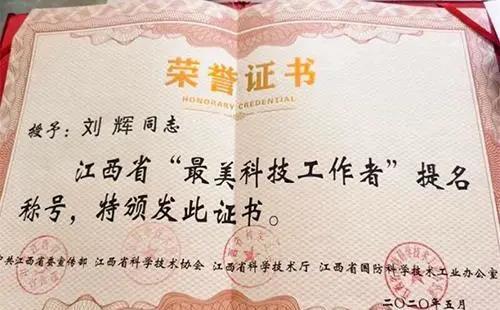 荣誉证书
HONORARY CREDENTIAL
授予：刘辉同志
江西省“最美科技工作者”提名
称号，特颁发此证书。
中共江西省委宣传部 江西省科学技术协会 江西省科学技术厅 江西省国防科学技术工业办公室
二〇二〇年五月